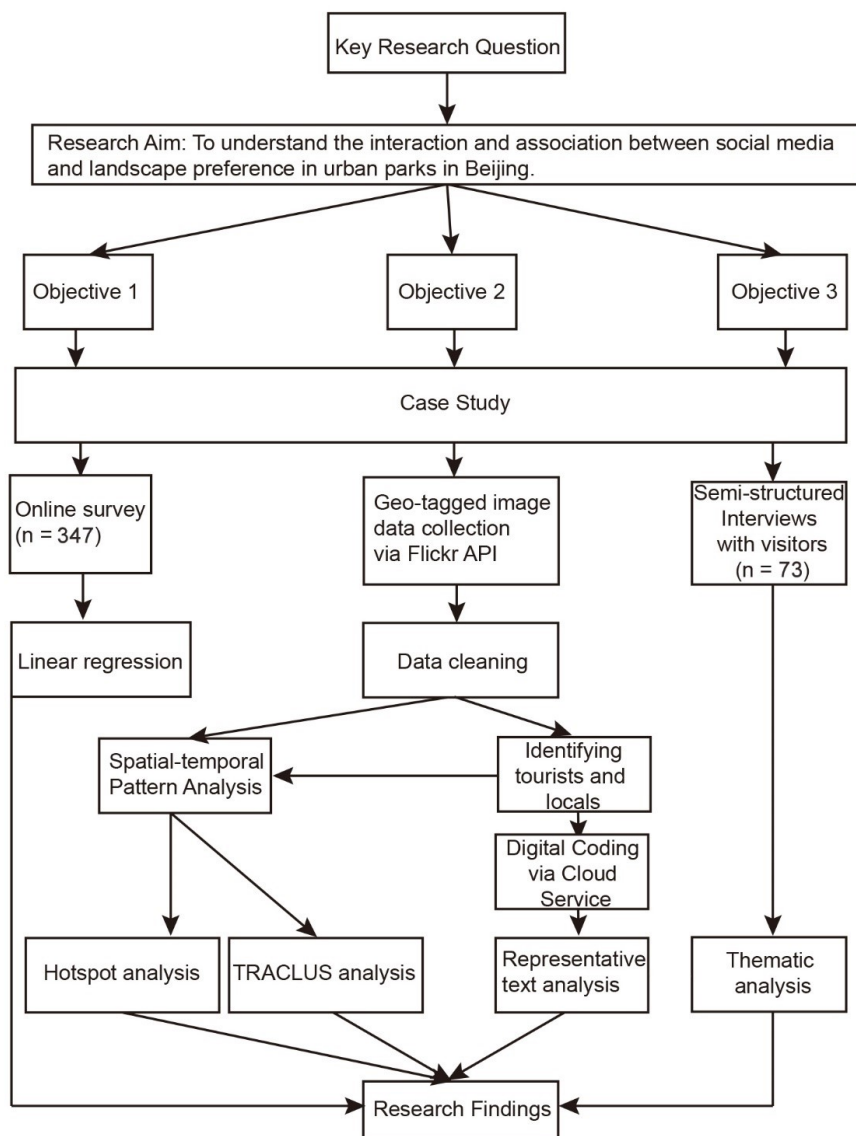 Key Research Question
Research Aim: To understand the interaction and association between social media
and landscape preference in urban parks in Beijing.
Objective 1
Objective 2
Objective 3
Case Study
Online survey
(n = 347)
Geo-tagged image
data collection
via Flickr API
Semi-structured
Interviews
with visitors
(n = 73)
Linear regression
Data cleaning
Spatial-temporal
Pattern Analysis
Identifying
tourists and
locals
Digital Coding
via Cloud
Service
Hotspot analysis
TRACLUS analysis
Representative
text analysis
Thematic
analysis
Research Findings